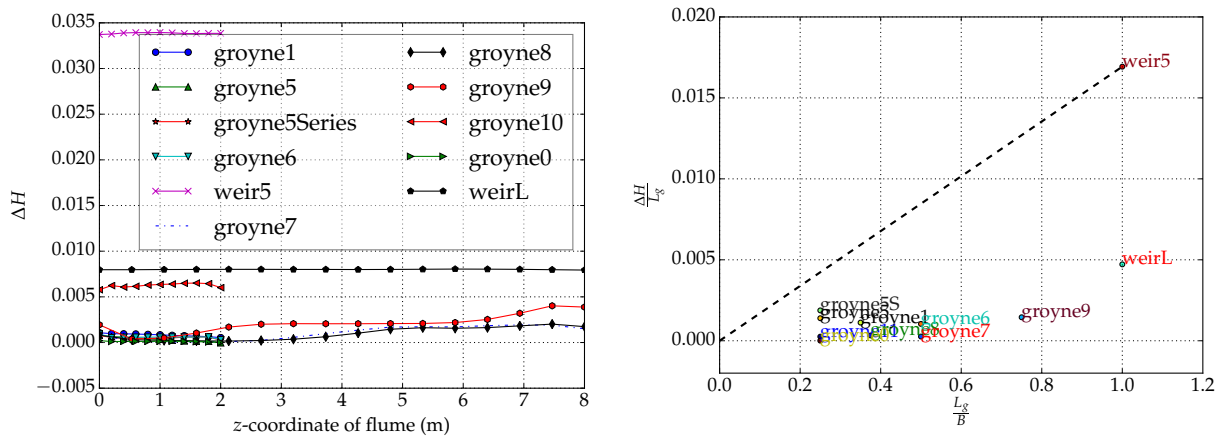 0.035
0.030
0.025
0.020
0.015
0.010
0.005
0.000
−0.005
ΔH
0 1 2 3 4 5 6 7 8
z-coordinate of flume (m)
groyne1
groyne5
groyne5Series
groyne6
weir5
groyne7
groyne8
groyne9
groyne10
groyne0
weirL
0.020
0.015
0.010
0.005
0.000
ΔH
L_g
0.0 0.2 0.4 0.6 0.8 1.0 1.2
L_g
B
weir5
weirL
groyne5S
groyne5
groyne1
groyne6
groyne9
groyne8
groyne7